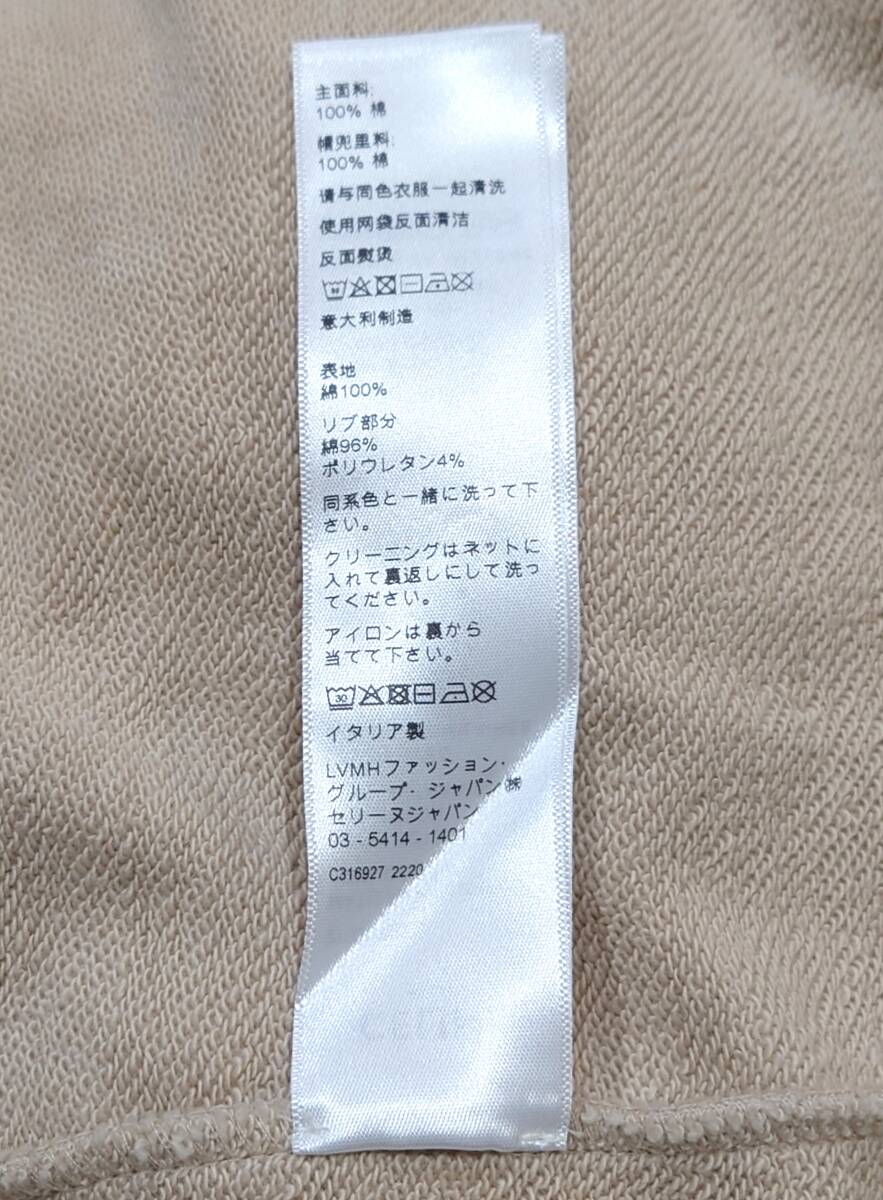 主面料:
100% 棉
帽兜里料:
100% 棉
请与同色衣服一起清洗
使用网袋反面清洁
反面熨烫
意大利制造
表地
綿100%
リブ部分
綿96%
ポリウレタン4%
同系色と一緒に洗って下
さい。
クリーニングはネットに
入れて裏返しにして洗っ
てください。
アイロンは裏から
当てて下さい。
30
イタリア製
LVMHファッション・
グループ・ジャパン㈱
セリーヌジャパン
03 - 5414 - 1401
C316927 2220